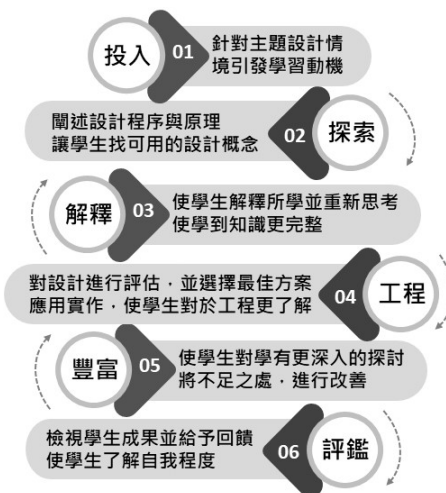 投入
01
針對主題設計情
境引發學習動機
闡述設計程序與原理
讓學生找可用的設計概念
02
探索
解釋
03
使學生解釋所學並重新思考
使學到知識更完整
對設計進行評估，並選擇最佳方案
應用實作，使學生對於工程更了解
04
工程
豐富
05
使學生對學有更深入的探討
將不足之處，進行改善
檢視學生成果並給予回饋
使學生了解自我程度
06
評鑑